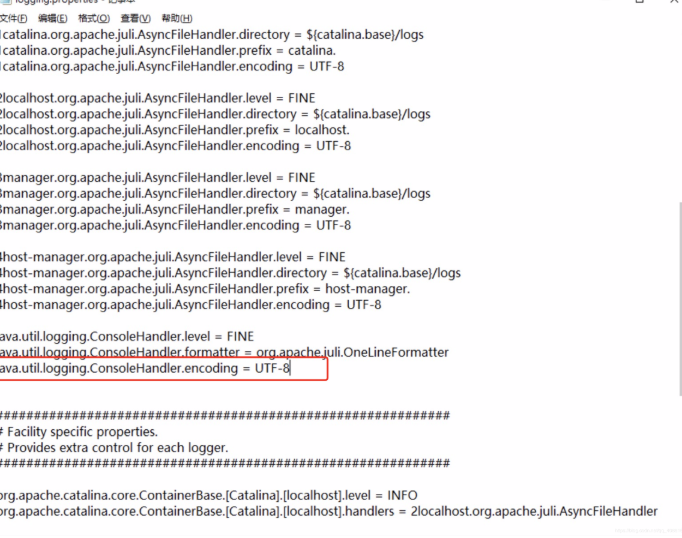 logging.properties - 记事本
文件(F) 编辑(E) 格式(O) 查看(V) 帮助(H)
1catalina.org.apache.juli.AsyncFileHandler.directory = ${catalina.base}/logs
1catalina.org.apache.juli.AsyncFileHandler.prefix = catalina.
1catalina.org.apache.juli.AsyncFileHandler.encoding = UTF-8
2localhost.org.apache.juli.AsyncFileHandler.level = FINE
2localhost.org.apache.juli.AsyncFileHandler.directory = ${catalina.base}/logs
2localhost.org.apache.juli.AsyncFileHandler.prefix = localhost.
2localhost.org.apache.juli.AsyncFileHandler.encoding = UTF-8
3manager.org.apache.juli.AsyncFileHandler.level = FINE
3manager.org.apache.juli.AsyncFileHandler.directory = ${catalina.base}/logs
3manager.org.apache.juli.AsyncFileHandler.prefix = manager.
3manager.org.apache.juli.AsyncFileHandler.encoding = UTF-8
4host-manager.org.apache.juli.AsyncFileHandler.level = FINE
4host-manager.org.apache.juli.AsyncFileHandler.directory = ${catalina.base}/logs
4host-manager.org.apache.juli.AsyncFileHandler.prefix = host-manager.
4host-manager.org.apache.juli.AsyncFileHandler.encoding = UTF-8
java.util.logging.ConsoleHandler.level = FINE
java.util.logging.ConsoleHandler.formatter = org.apache.juli.OneLineFormatter
java.util.logging.ConsoleHandler.encoding = UTF-8
############################################################
# Facility specific properties.
# Provides extra control for each logger.
############################################################
org.apache.catalina.core.ContainerBase.[Catalina].[localhost].level = INFO
org.apache.catalina.core.ContainerBase.[Catalina].[localhost].handlers = 2localhost.org.apache.juli.AsyncFileHandler